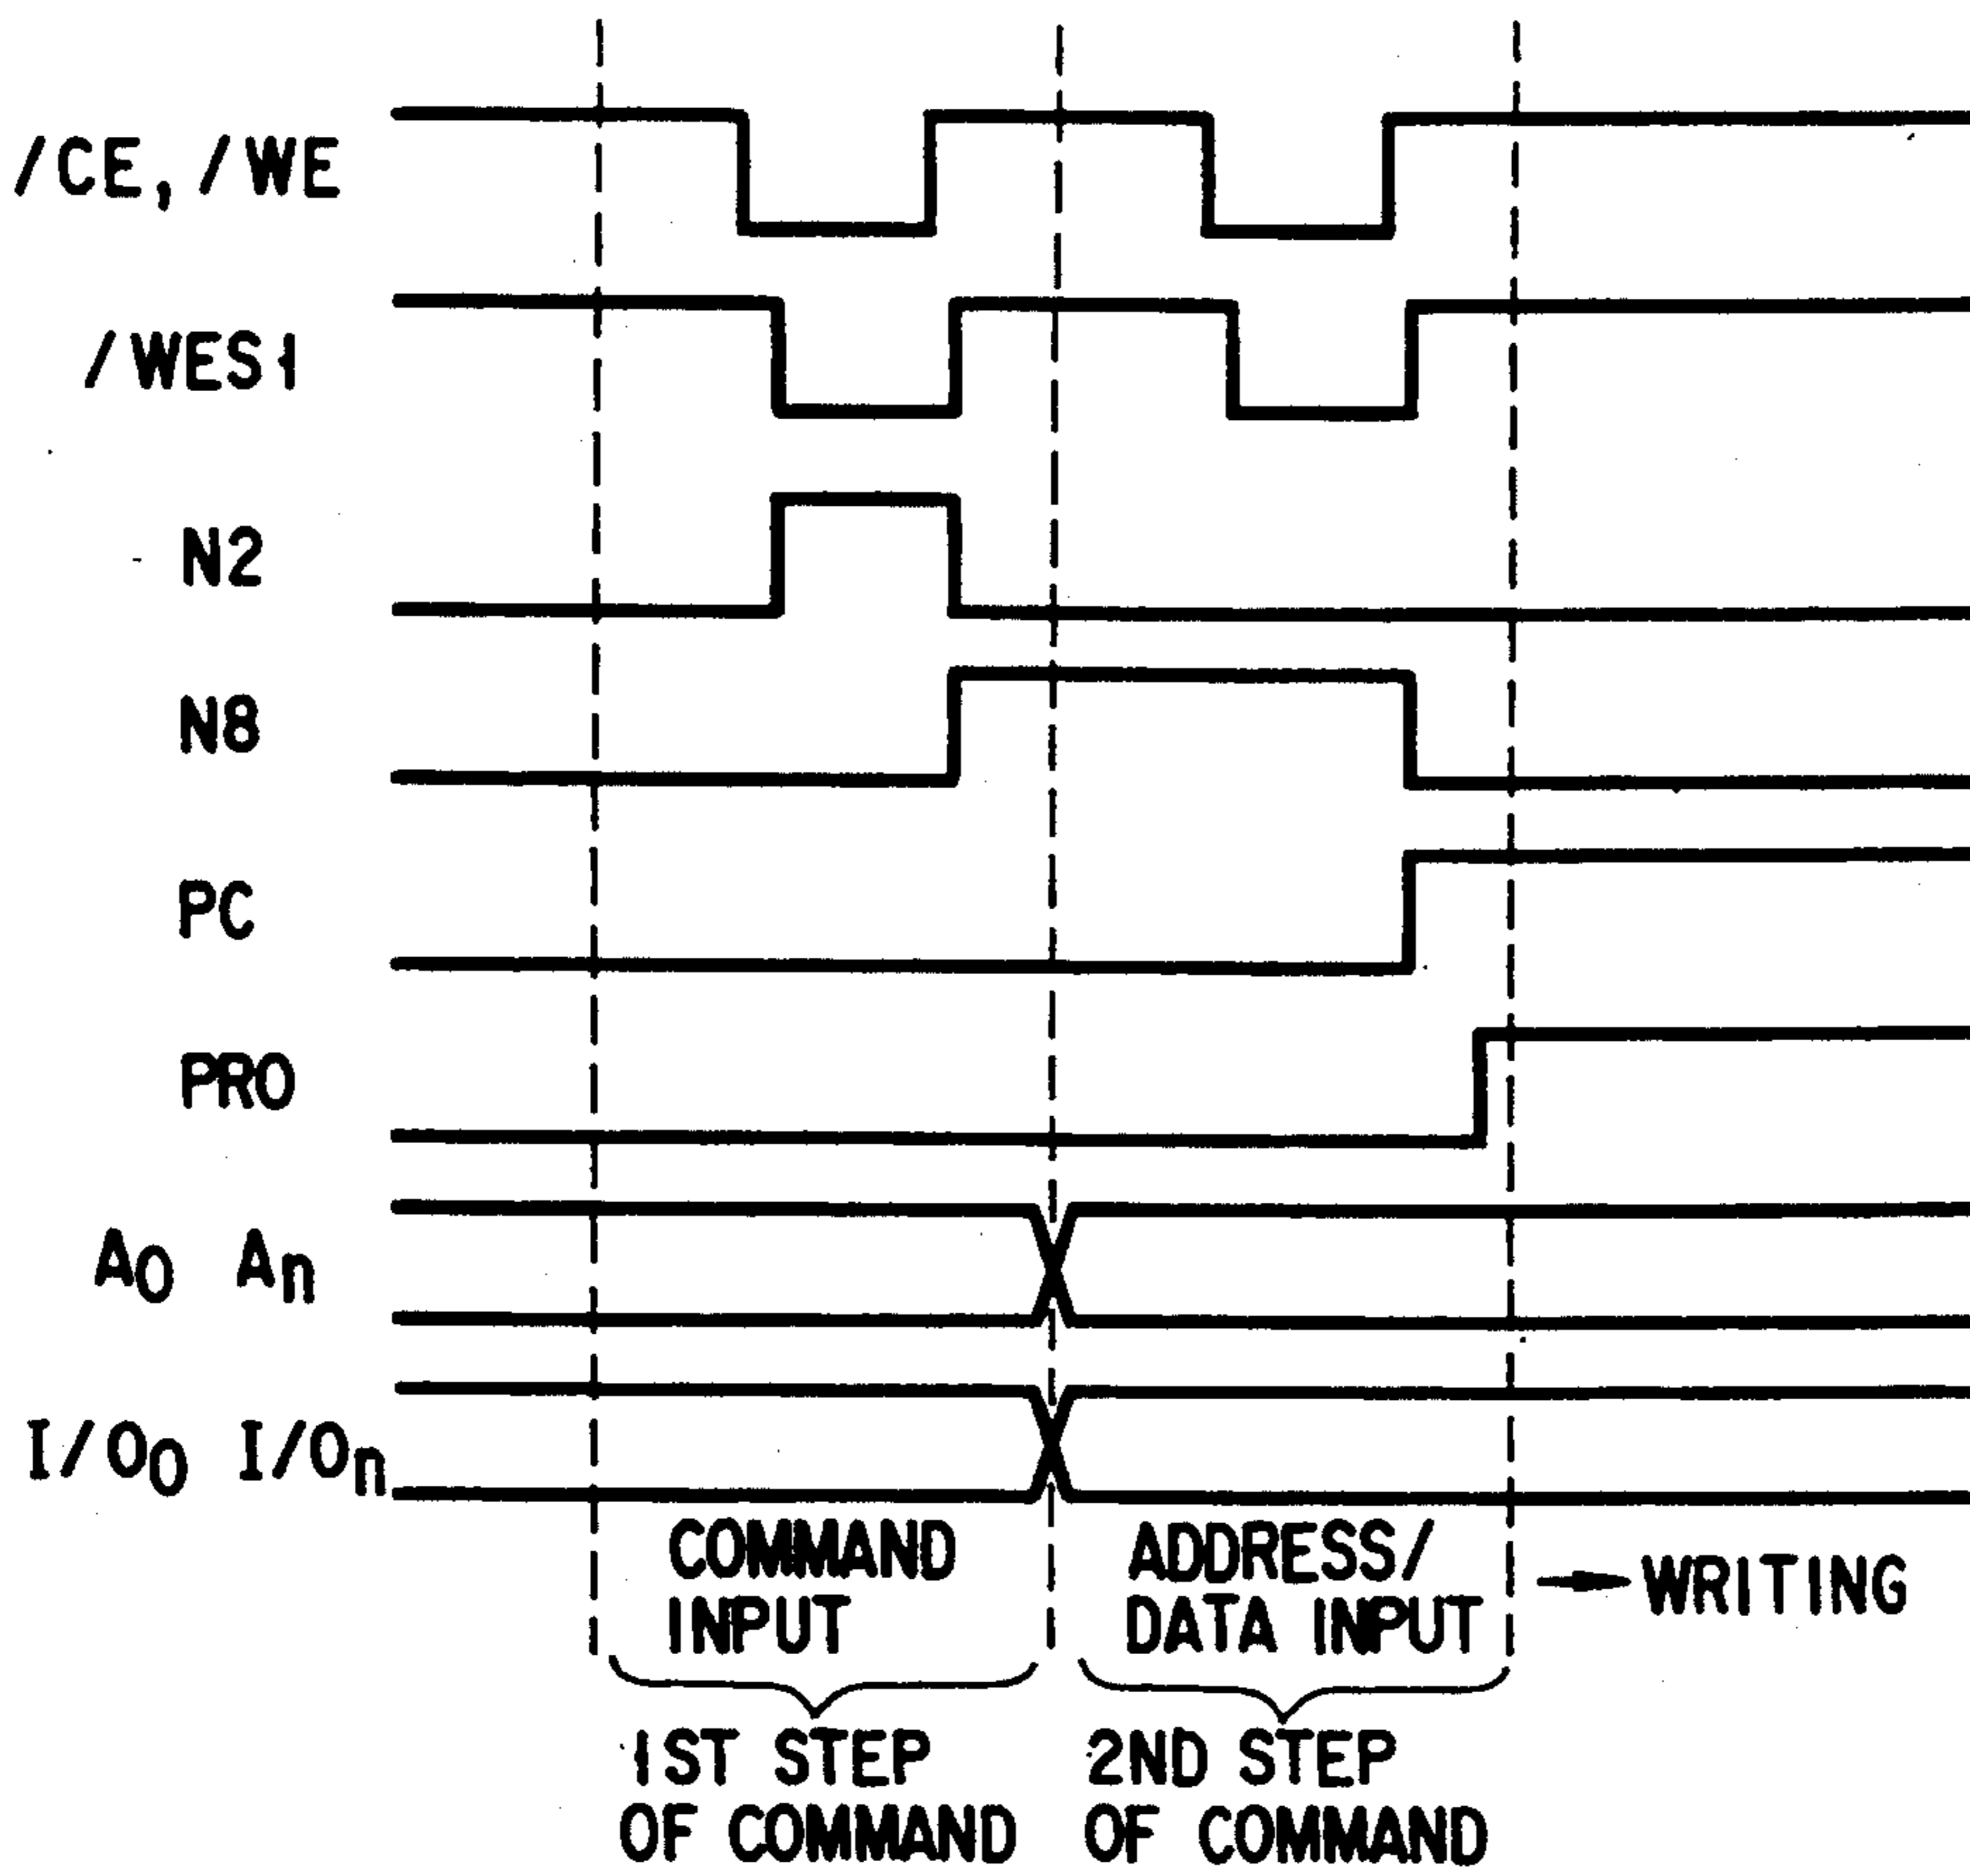 /CE, /WE
/WES1
N2
N8
PC
PRO
A0 An
I/O0 I/On
COMMAND
INPUT
ADDRESS/
DATA INPUT
WRITING
1ST STEP
OF COMMAND
2ND STEP
OF COMMAND